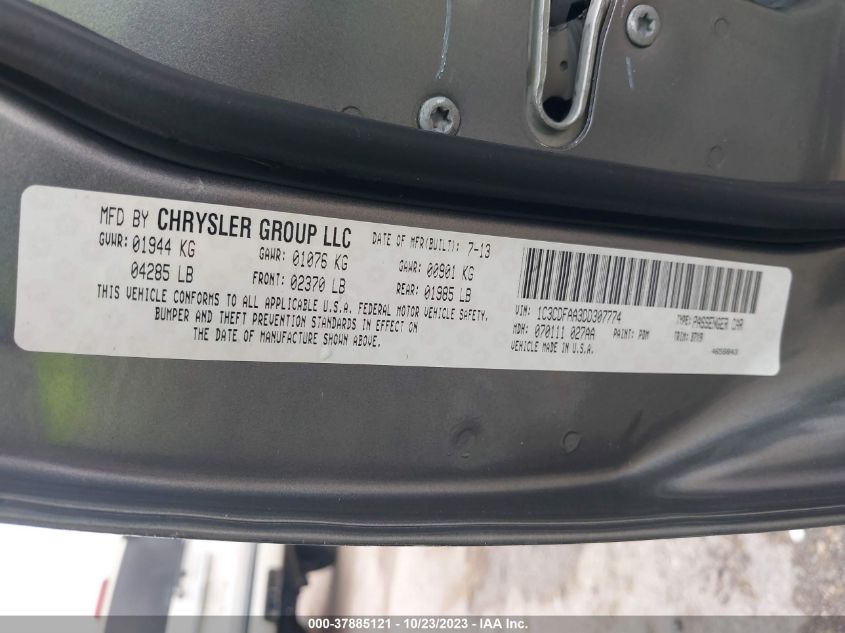 MFD BY CHRYSLER GROUP LLC DATE OF MFR(BUILT): 7-13
GVWR: 01944 KG GAWR: 01076 KG GAWR: 00901 KG
04285 LB FRONT: 02370 LB REAR: 01985 LB
THIS VEHICLE CONFORMS TO ALL APPLICABLE U.S.A. FEDERAL MOTOR VEHICLE SAFETY,
BUMPER AND THEFT PREVENTION STANDARDS IN EFFECT ON
THE DATE OF MANUFACTURE SHOWN ABOVE.
VIN: 1C3CDFAA3DD307774 TYPE: PASSENGER CAR
MDH: 070111 027AA PAINT: PDM TRIM:
VEHICLE MADE IN U.S.A.
000-37885121 - 10/23/2023 - IAA Inc.